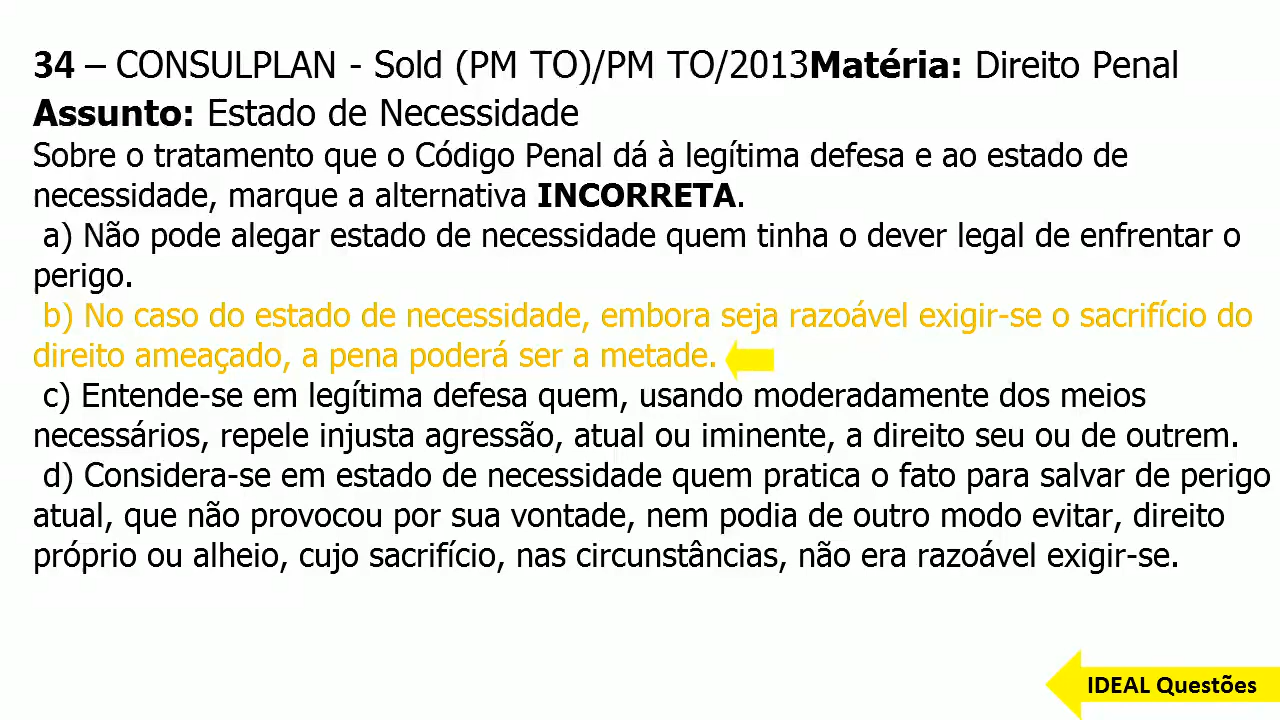 34 – CONSULPLAN - Sold (PM TO)/PM TO/2013Matéria: Direito Penal
Assunto: Estado de Necessidade
Sobre o tratamento que o Código Penal dá à legítima defesa e ao estado de
necessidade, marque a alternativa INCORRETA.
a) Não pode alegar estado de necessidade quem tinha o dever legal de enfrentar o
perigo.
b) No caso do estado de necessidade, embora seja razoável exigir-se o sacrifício do
direito ameaçado, a pena poderá ser a metade.
c) Entende-se em legítima defesa quem, usando moderadamente dos meios
necessários, repele injusta agressão, atual ou iminente, a direito seu ou de outrem.
d) Considera-se em estado de necessidade quem pratica o fato para salvar de perigo
atual, que não provocou por sua vontade, nem podia de outro modo evitar, direito
próprio ou alheio, cujo sacrifício, nas circunstâncias, não era razoável exigir-se.
IDEAL Questões